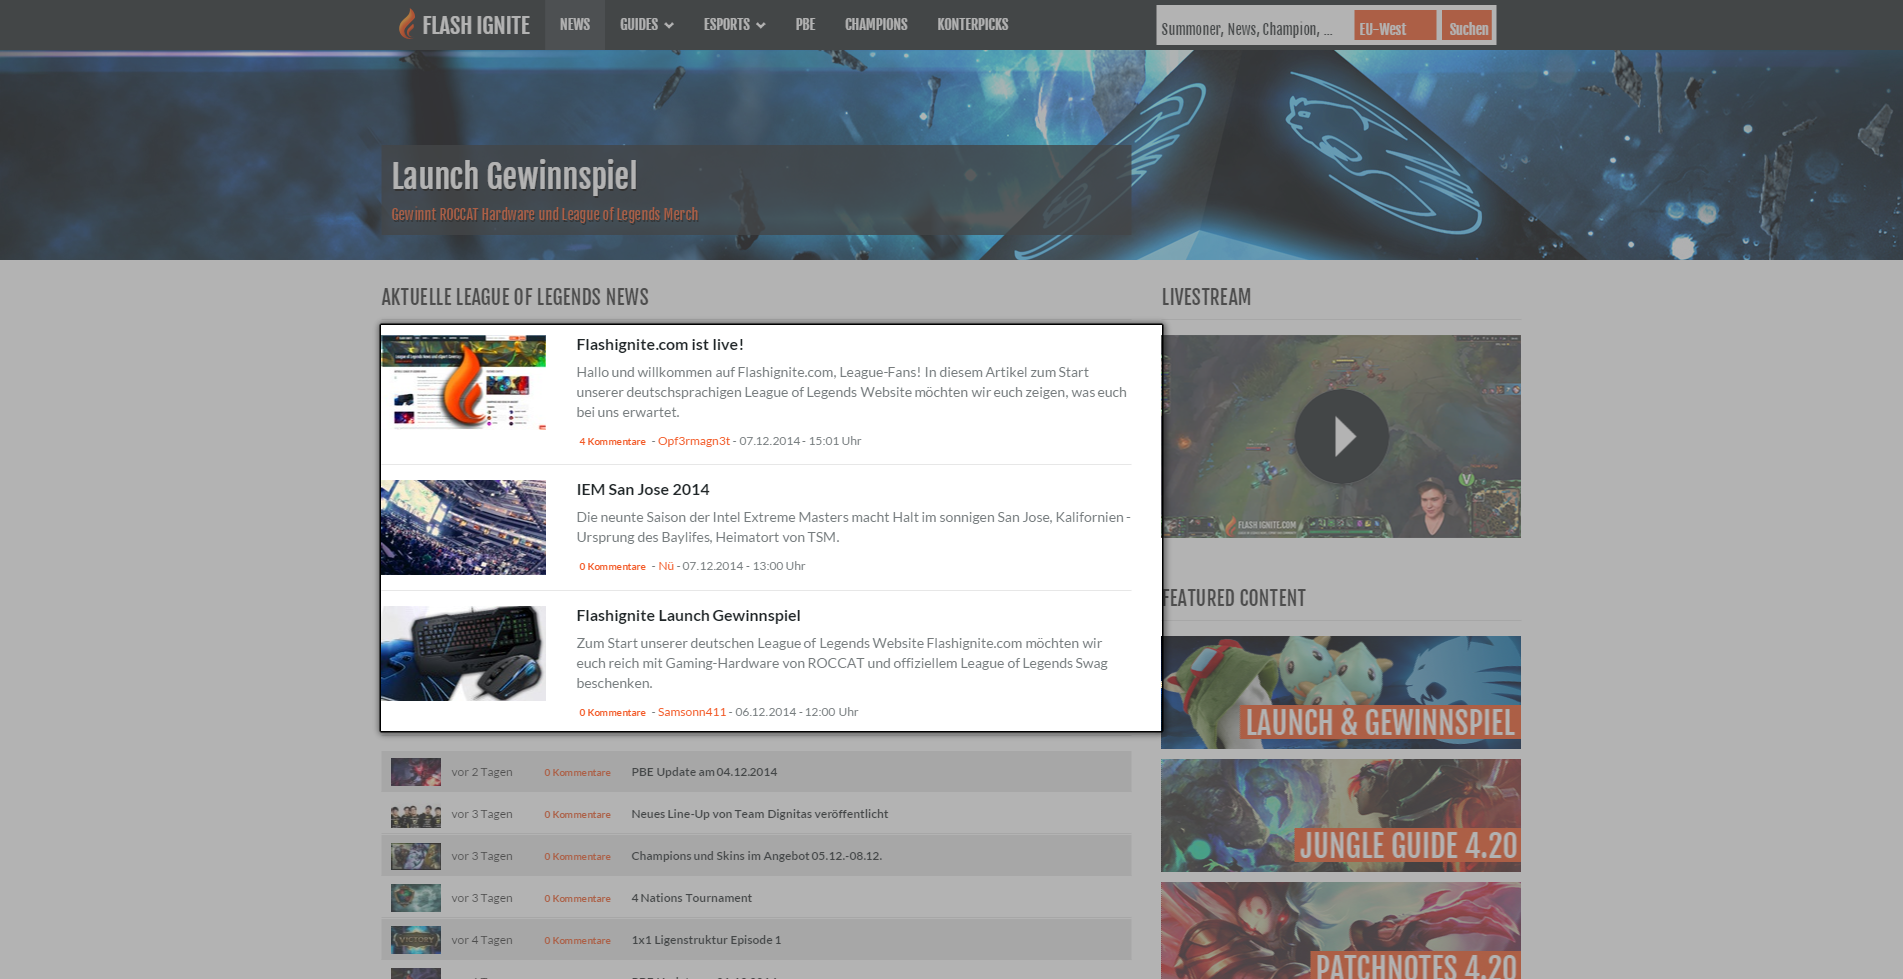 FLASH IGNITE
NEWS
GUIDES
ESPORTS
PBE
CHAMPIONS
KONTERPICKS
Summoner, News, Champion, ...
EU-West
Suchen
Launch Gewinnspiel
Gewinnt ROCCAT Hardware und League of Legends Merch
AKTUELLE LEAGUE OF LEGENDS NEWS
Flashignite.com ist live!
Hallo und willkommen auf Flashignite.com, League-Fans! In diesem Artikel zum Start
unserer deutschsprachigen League of Legends Website möchten wir euch zeigen, was euch
bei uns erwartet.
4 Kommentare - Opf3rmagn3t - 07.12.2014 - 15:01 Uhr
IEM San Jose 2014
Die neunte Saison der Intel Extreme Masters macht Halt im sonnigen San Jose, Kalifornien -
Ursprung des Baylifes, Heimatort von TSM.
0 Kommentare - Nü - 07.12.2014 - 13:00 Uhr
Flashignite Launch Gewinnspiel
Zum Start unserer deutschen League of Legends Website Flashignite.com möchten wir
euch reich mit Gaming-Hardware von ROCCAT und offiziellem League of Legends Swag
beschenken.
0 Kommentare - Samsonn411 - 06.12.2014 - 12:00 Uhr
vor 2 Tagen 0 Kommentare PBE Update am 04.12.2014
vor 3 Tagen 0 Kommentare Neues Line-Up von Team Dignitas veröffentlicht
vor 3 Tagen 0 Kommentare Champions und Skins im Angebot 05.12.-08.12.
vor 3 Tagen 0 Kommentare 4 Nations Tournament
VICTORY
vor 4 Tagen 0 Kommentare 1x1 Ligenstruktur Episode 1
LIVESTREAM
FLASH IGNITE.COM
FEATURED CONTENT
LAUNCH & GEWINNSPIEL
JUNGLE GUIDE 4.20
PATCHNOTES 4.20